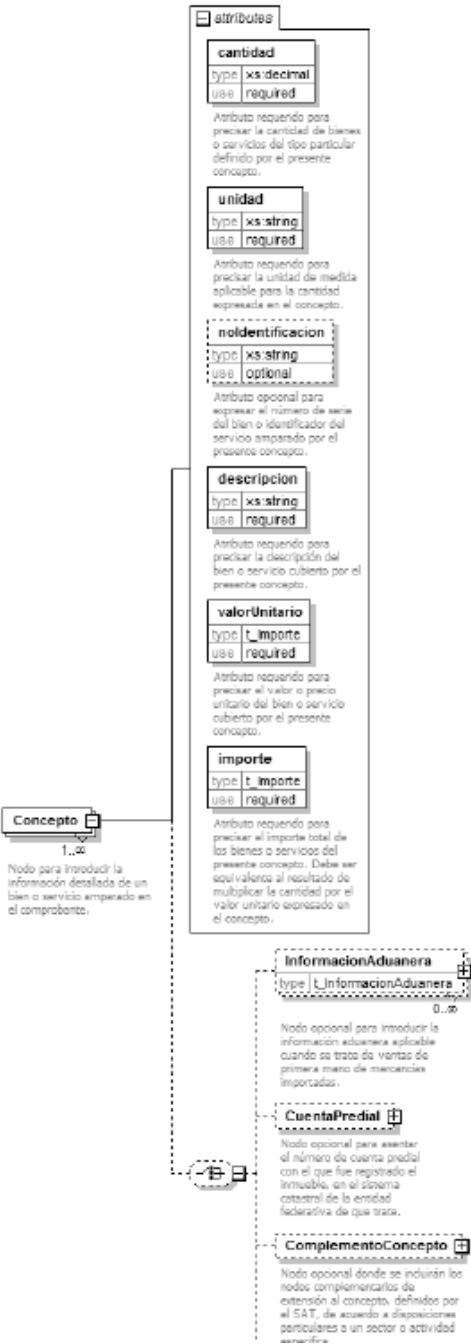 attributes
cantidad
type xs:decimal
use required
Atributo requerido para
precisar la cantidad de bienes
o servicios del tipo particular
definido por el presente
concepto.
unidad
type xs:string
use required
Atributo requerido para
precisar la unidad de medida
aplicable para la cantidad
expresada en el concepto.
noIdentificacion
type xs:string
use optional
Atributo opcional para
expresar el número de serie
del bien o identificador del
servicio amparado por el
presente concepto.
descripcion
type xs:string
use required
Atributo requerido para
precisar la descripción del
bien o servicio cubierto por el
presente concepto.
valorUnitario
type t_Importe
use required
Atributo requerido para
precisar el valor o precio
unitario del bien o servicio
cubierto por el presente
concepto.
importe
type t_Importe
use required
Atributo requerido para
precisar el importe total de
los bienes o servicios del
presente concepto. Debe ser
equivalente al resultado de
multiplicar la cantidad por el
valor unitario expresado en
el concepto.
Concepto
1..∞
Nodo para introducir la
información detallada de un
bien o servicio amparado en
el comprobante.
InformacionAduanera
type t_InformacionAduanera
0..∞
Nodo opcional para introducir la
información aduanera aplicable
cuando se trate de ventas de
primera mano de mercancías
importadas.
CuentaPredial
Nodo opcional para asentar
el número de cuenta predial
con el que fue registrado el
inmueble, en el sistema
catastral de la entidad
federativa de que trate.
ComplementoConcepto
Nodo opcional donde se incluirán los
nodos complementarios de
extensión al concepto, definidos por
el SAT, de acuerdo a disposiciones
particulares a un sector o actividad
específica.